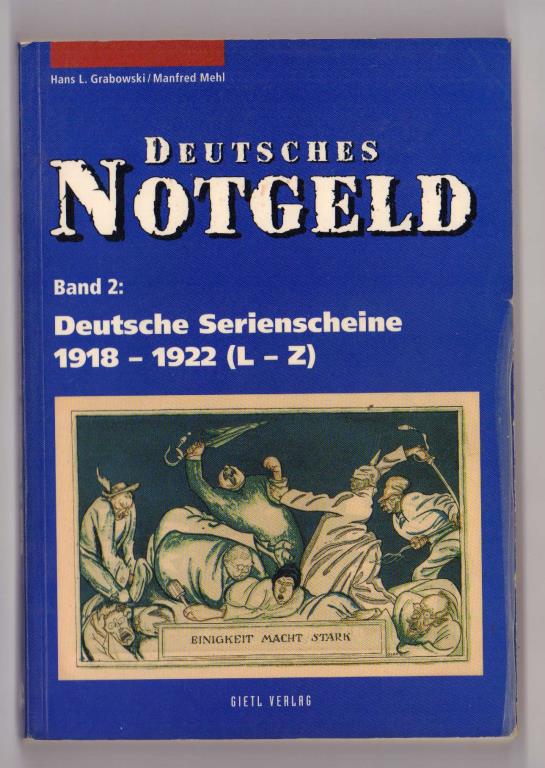 Hans L. Grabowski/Manfred Mehl
DEUTSCHES
NOTGELD
Band 2:
Deutsche Serienscheine
1918 – 1922 (L – Z)
EINIGKEIT MACHT STARK
GIETL VERLAG